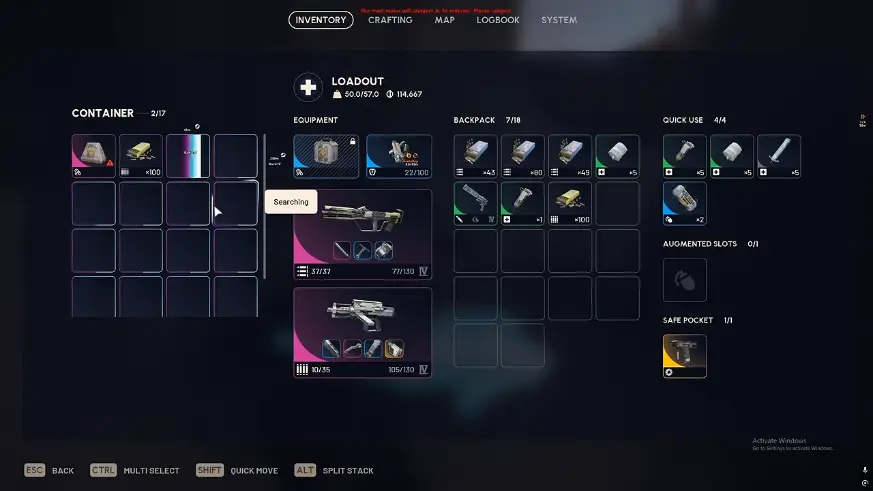 INVENTORY
CRAFTING
MAP
LOGBOOK
SYSTEM
LOADOUT
50.0/57.0 114,667
CONTAINER 2/17
EQUIPMENT
BACKPACK 7/18
QUICK USE 4/4
×100
22/100
×43
×80
×49
×5
×5
×5
×5
Searching
×1
×100
×2
37/37
77/130 IV
AUGMENTED SLOTS 0/1
SAFE POCKET 1/1
10/35
105/130 IV
Activate Windows
Go to Settings to activate Windows.
ESC BACK
CTRL MULTI SELECT
SHIFT QUICK MOVE
ALT SPLIT STACK